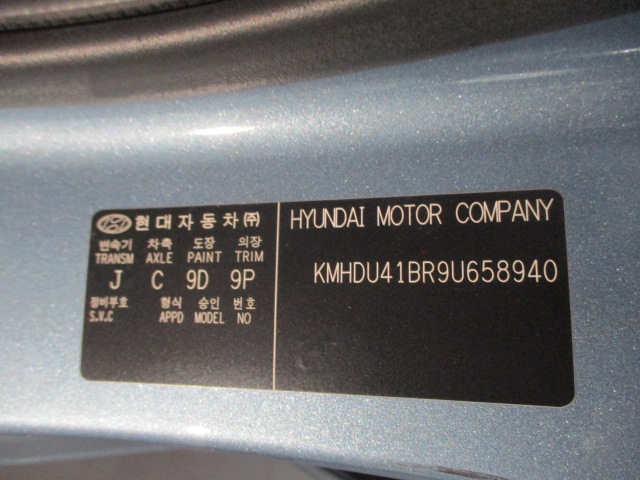 현대자동차㈜
변속기 차축 도장 의장
TRANSM AXLE PAINT TRIM
J C 9D 9P
정비부호 형식 승인 번호
S.V.C APPD MODEL NO
HYUNDAI MOTOR COMPANY
KMHDU41BR9U658940